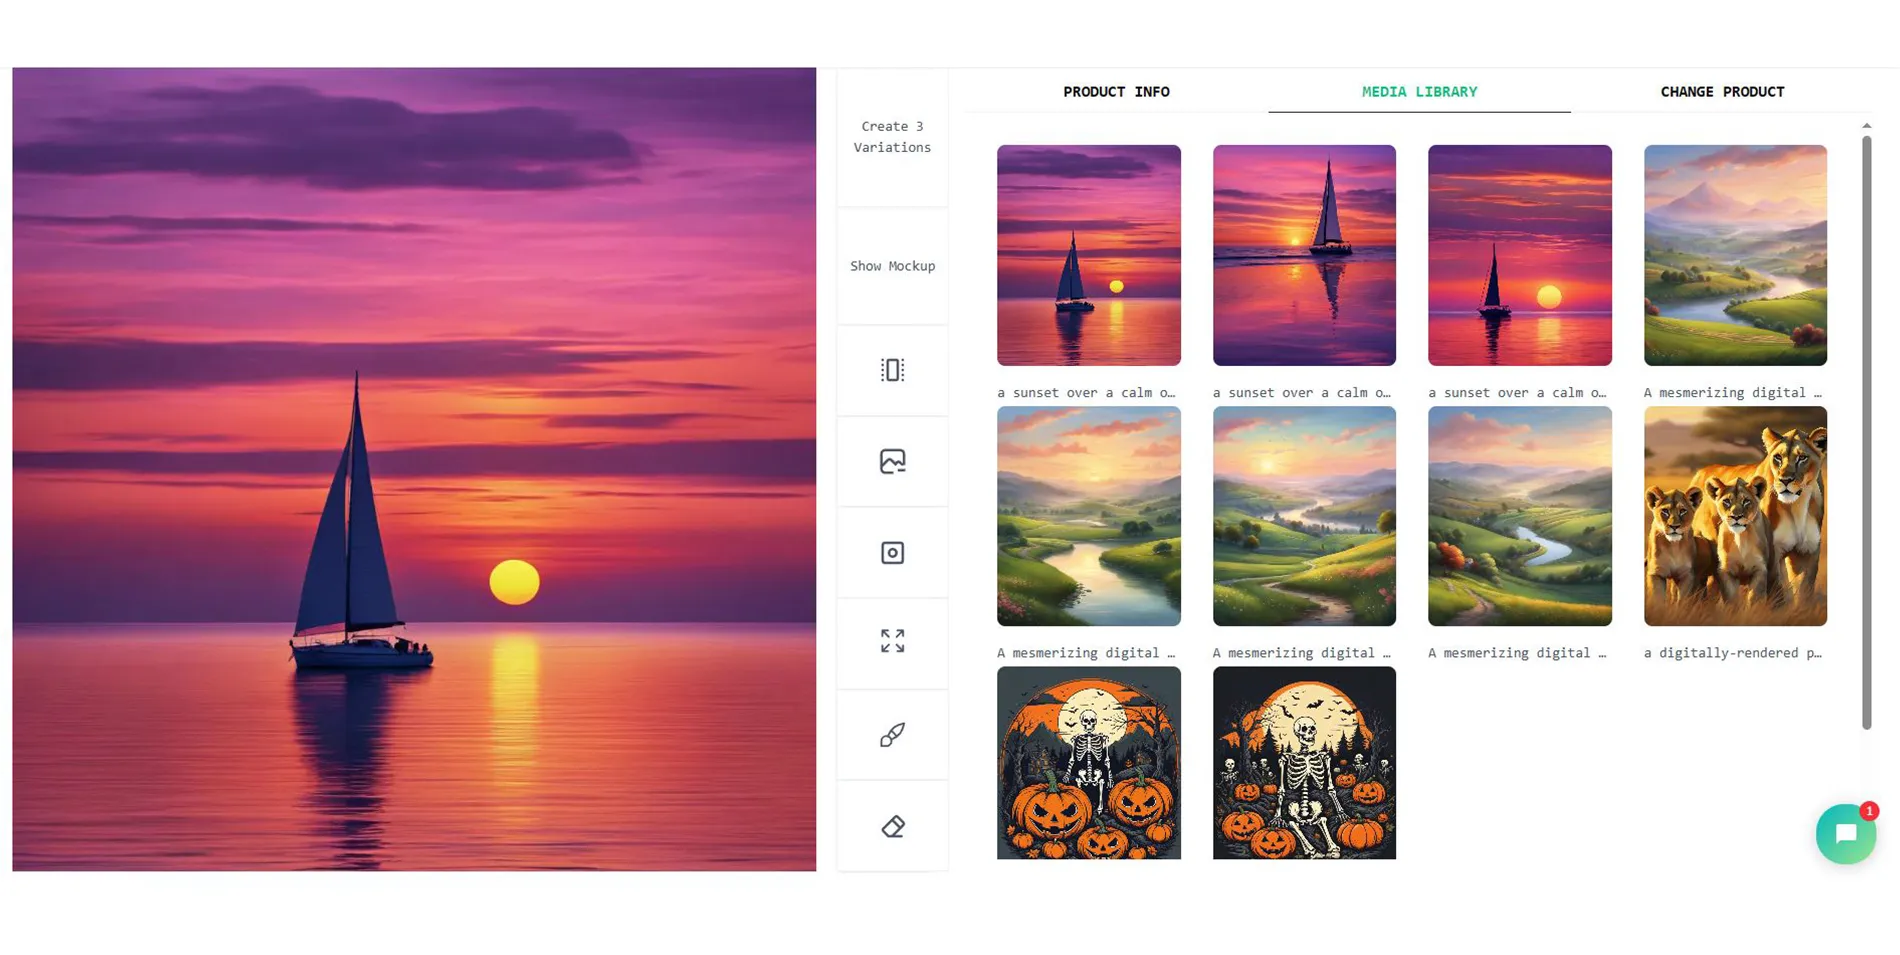 PRODUCT INFO
MEDIA LIBRARY
CHANGE PRODUCT
Create 3
Variations
Show Mockup
a sunset over a calm o…
a sunset over a calm o…
a sunset over a calm o…
A mesmerizing digital …
A mesmerizing digital …
A mesmerizing digital …
A mesmerizing digital …
a digitally-rendered p…
1